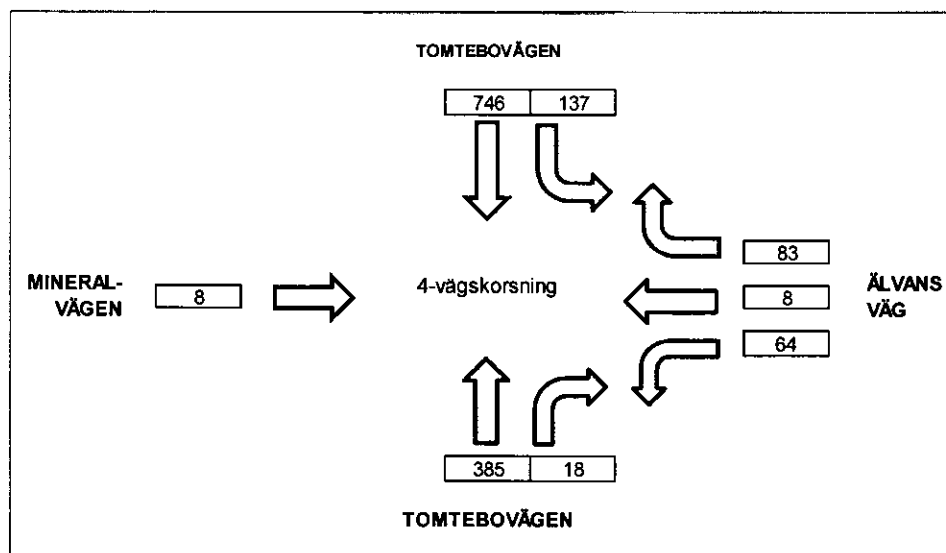 TOMTEBOVÄGEN
746 137
83
MINERAL-
VÄGEN
8
4-vägskorsning
8
ÄLVANS
VÄG
64
385 18
TOMTEBOVÄGEN